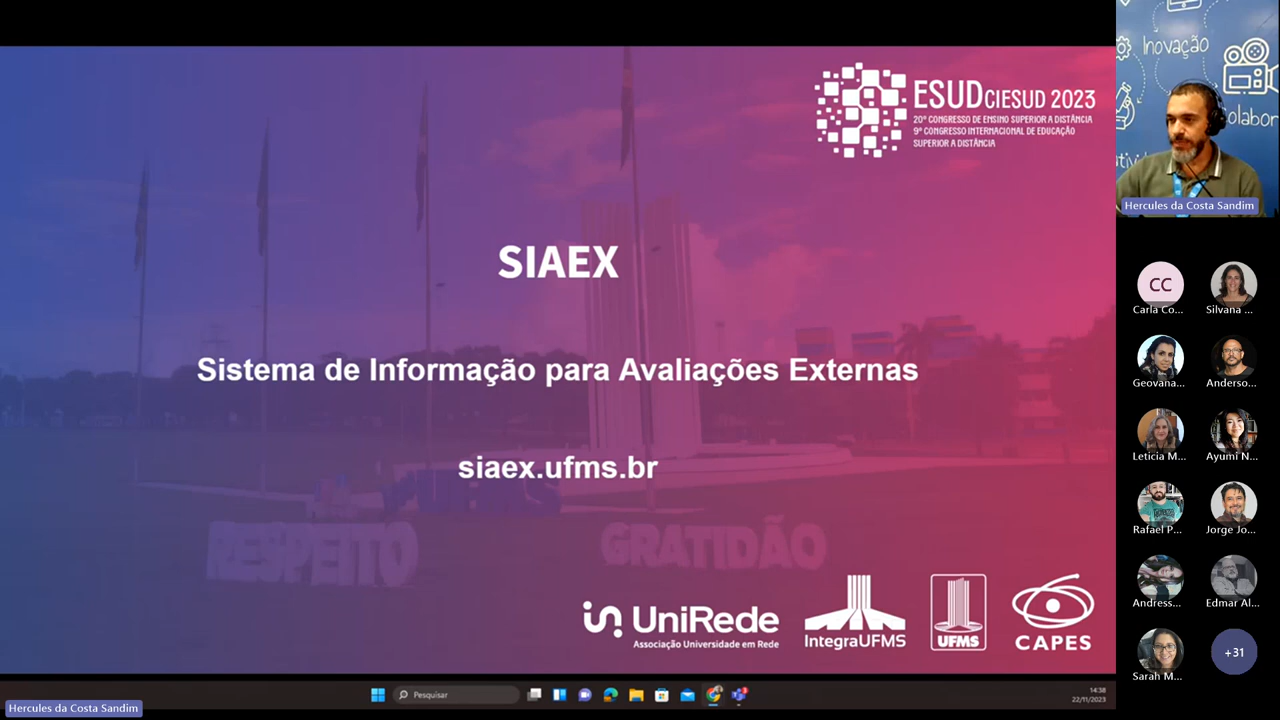 ESUD CIESUD 2023
20º CONGRESSO DE ENSINO SUPERIOR A DISTÂNCIA
9º CONGRESSO INTERNACIONAL DE EDUCAÇÃO
SUPERIOR A DISTÂNCIA
SIAEX
Sistema de Informação para Avaliações Externas
siaex.ufms.br
RESPEITO
GRATIDÃO
UniRede
Associação Universidade em Rede
IntegraUFMS
UFMS
CAPES
Pesquisar
14:38
22/11/2023
Hercules da Costa Sandim
Inovação
Colabor
Hercules da Costa Sandim
CC
Carla Co...
Silvana ...
Geovana...
Anderso...
Leticia M...
Ayumi N...
Rafael P...
Jorge Jo...
Andress...
Edmar Al...
Sarah M...
+31